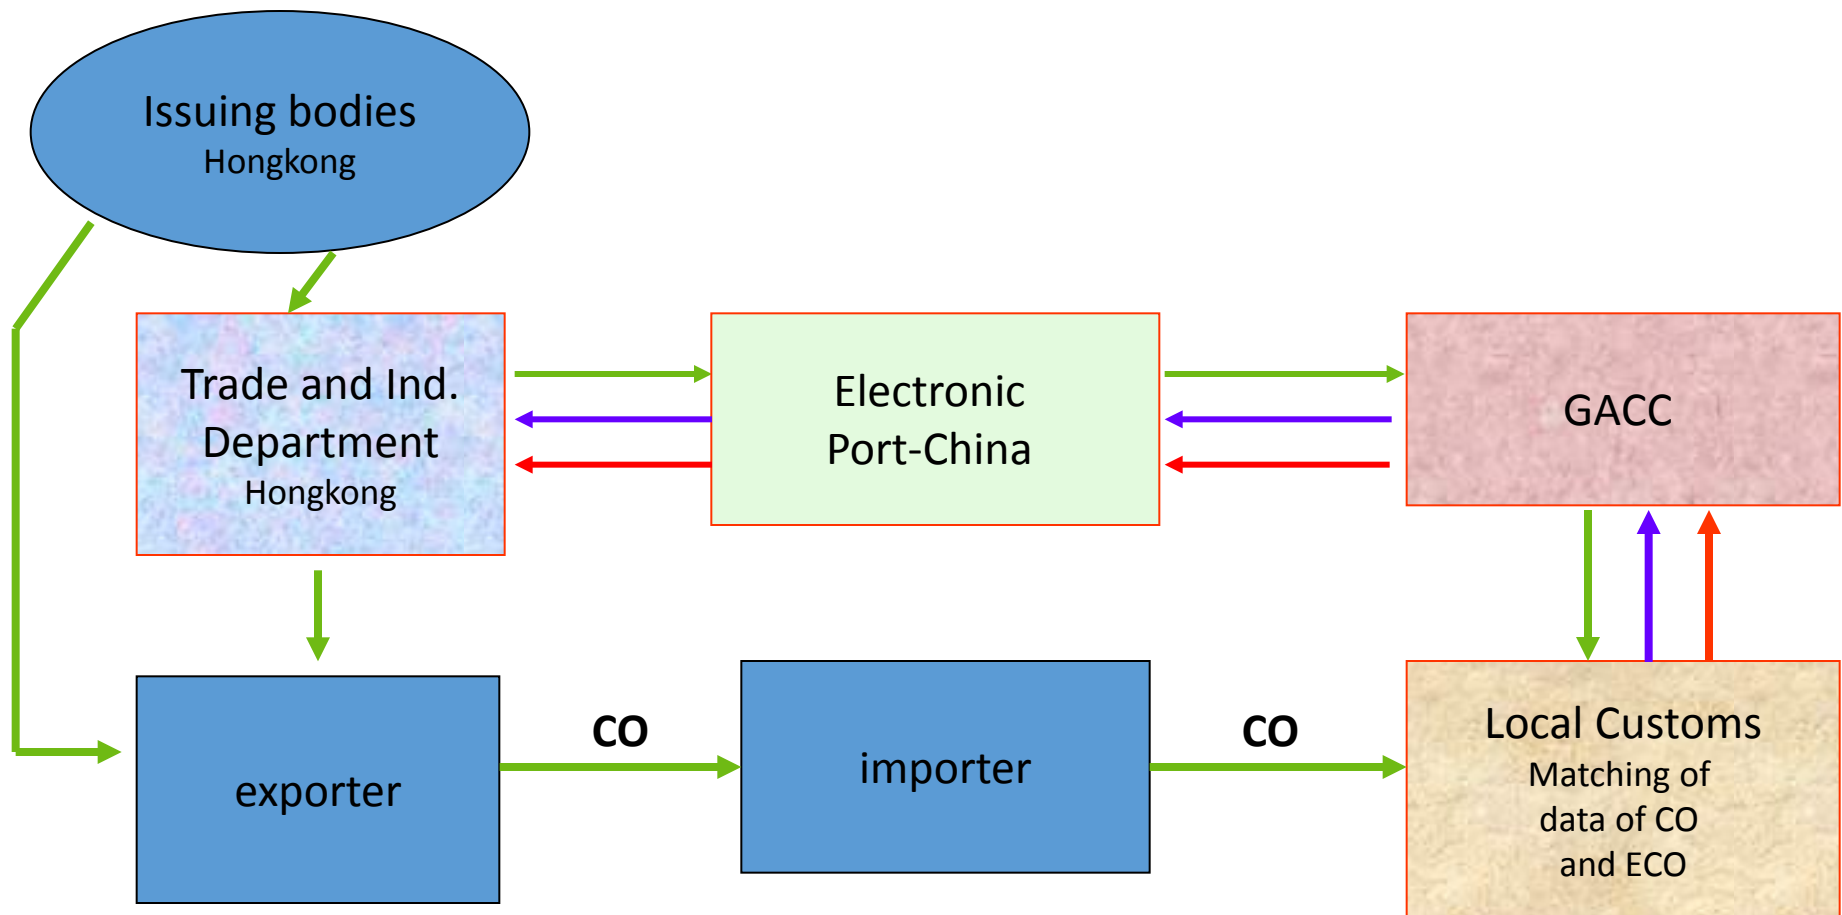 Issuing bodies
Hongkong
Trade and Ind.
Department
Hongkong
Electronic
Port-China
GACC
exporter
CO
importer
CO
Local Customs
Matching of
data of CO
and ECO